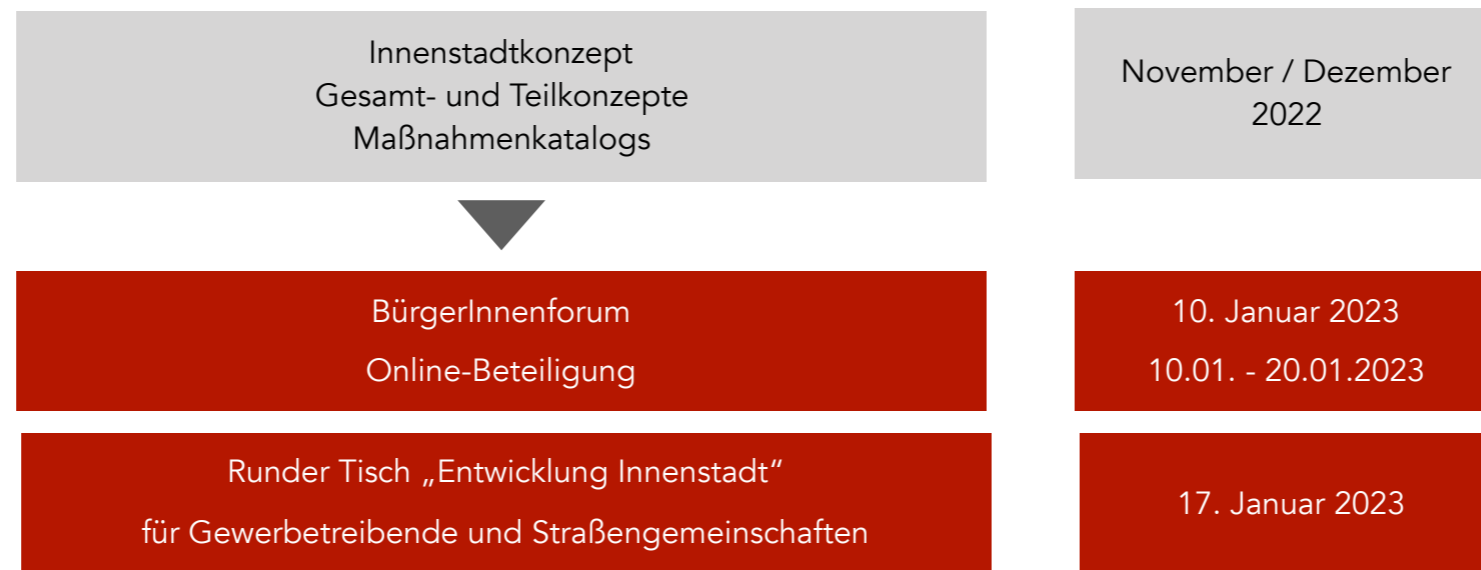 Innenstadtkonzept
Gesamt- und Teilkonzepte
Maßnahmenkatalogs
November / Dezember
2022
BürgerInnenforum
Online-Beteiligung
10. Januar 2023
10.01. - 20.01.2023
Runder Tisch „Entwicklung Innenstadt“
für Gewerbetreibende und Straßengemeinschaften
17. Januar 2023